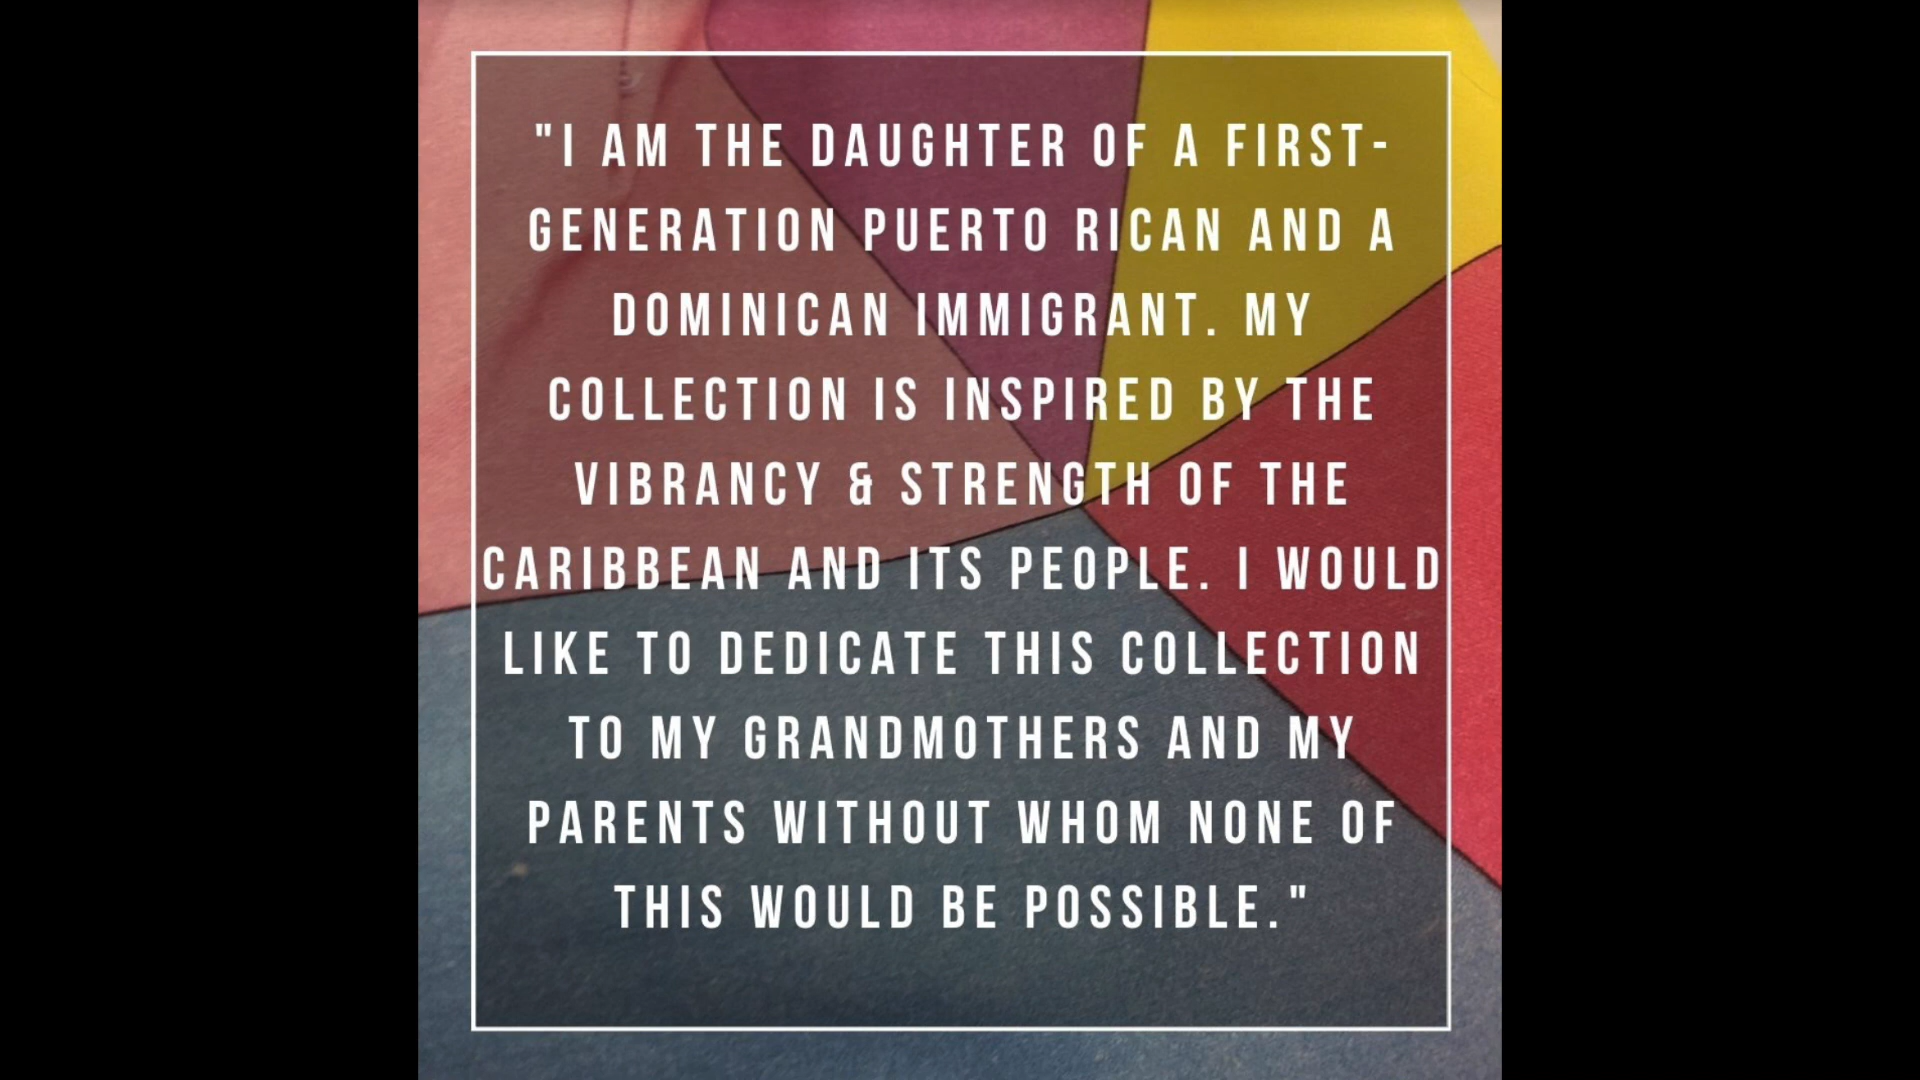 "I AM THE DAUGHTER OF A FIRST-
GENERATION PUERTO RICAN AND A
DOMINICAN IMMIGRANT. MY
COLLECTION IS INSPIRED BY THE
VIBRANCY & STRENGTH OF THE
CARIBBEAN AND ITS PEOPLE. I WOULD
LIKE TO DEDICATE THIS COLLECTION
TO MY GRANDMOTHERS AND MY
PARENTS WITHOUT WHOM NONE OF
THIS WOULD BE POSSIBLE."